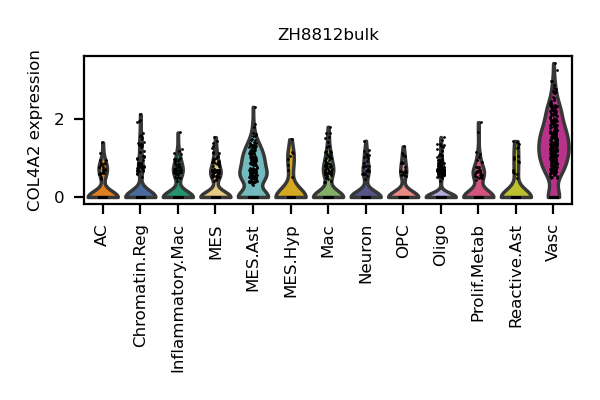 ZH8812bulk
COL4A2 expression
2
0
AC
Chromatin.Reg
Inflammatory.Mac
MES
MES.Ast
MES.Hyp
Mac
Neuron
OPC
Oligo
Prolif.Metab
Reactive.Ast
Vasc